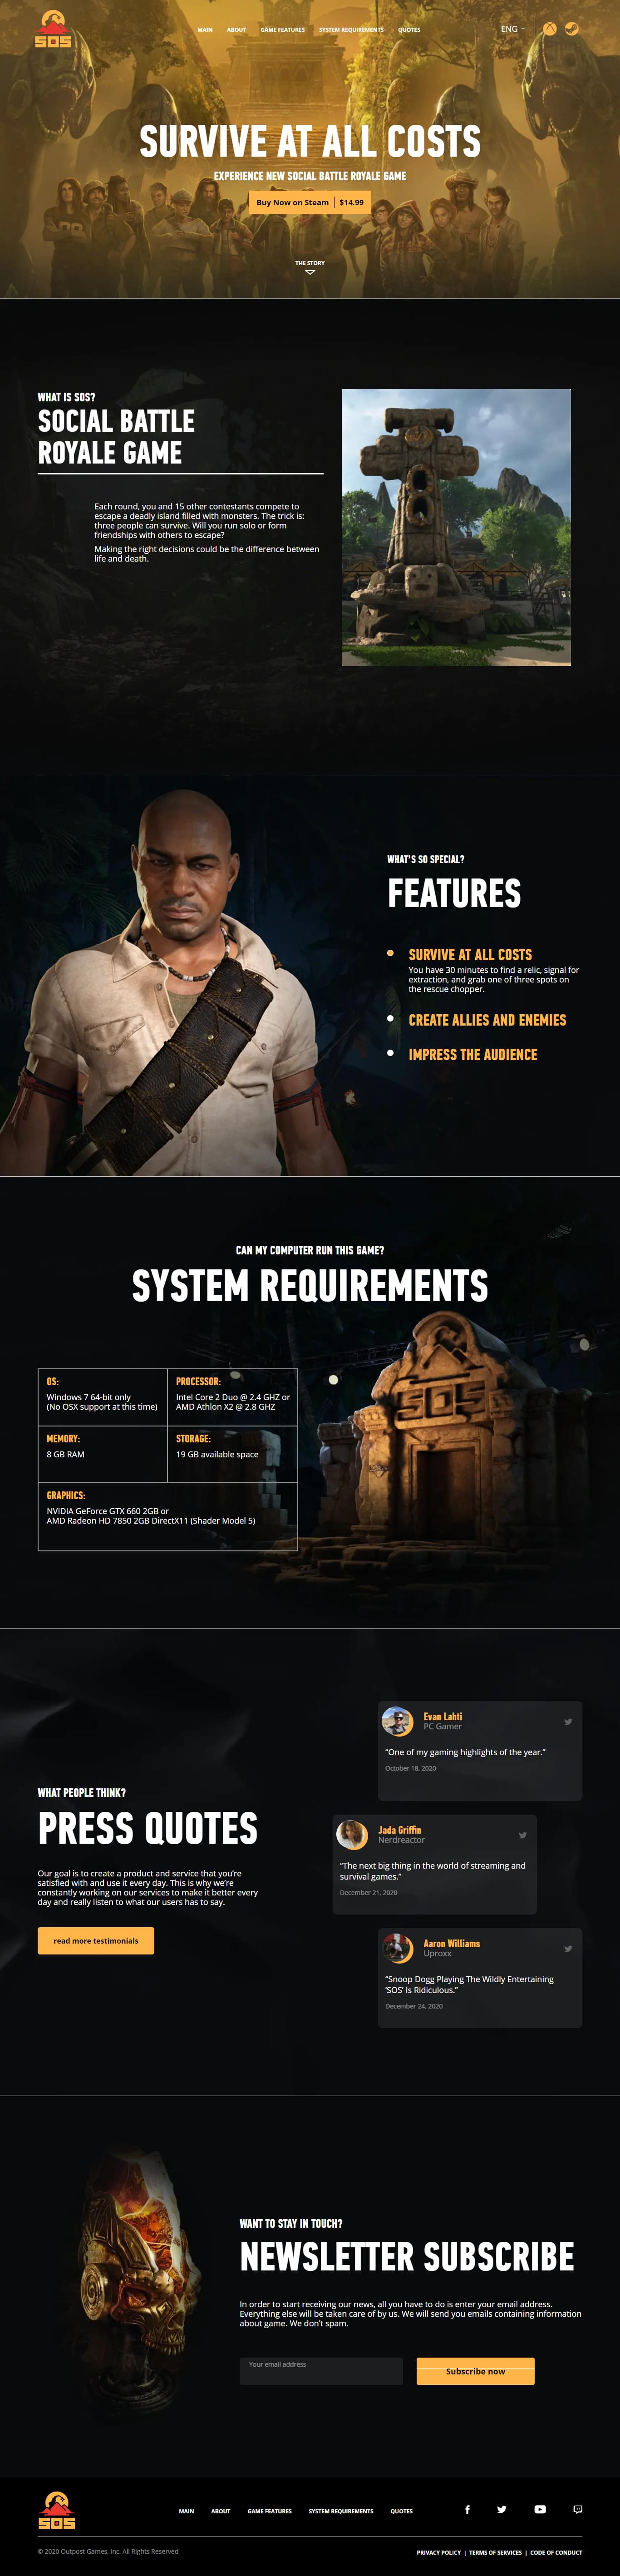 SOS
MAIN ABOUT GAME FEATURES SYSTEM REQUIREMENTS QUOTES
ENG
SURVIVE AT ALL COSTS
EXPERIENCE NEW SOCIAL BATTLE ROYALE GAME
Buy Now on Steam | $14.99
THE STORY
WHAT IS SOS?
SOCIAL BATTLE
ROYALE GAME
Each round, you and 15 other contestants compete to
escape a deadly island filled with monsters. The trick is:
three people can survive. Will you run solo or form
friendships with others to escape?
Making the right decisions could be the difference between
life and death.
WHAT'S SO SPECIAL?
FEATURES
SURVIVE AT ALL COSTS
You have 30 minutes to find a relic, signal for
extraction, and grab one of three spots on
the rescue chopper.
CREATE ALLIES AND ENEMIES
IMPRESS THE AUDIENCE
CAN MY COMPUTER RUN THIS GAME?
SYSTEM REQUIREMENTS
OS:
Windows 7 64-bit only
(No OSX support at this time)
PROCESSOR:
Intel Core 2 Duo @ 2.4 GHZ or
AMD Athlon X2 @ 2.8 GHZ
MEMORY:
8 GB RAM
STORAGE:
19 GB available space
GRAPHICS:
NVIDIA GeForce GTX 660 2GB or
AMD Radeon HD 7850 2GB DirectX11 (Shader Model 5)
SOS
WHAT PEOPLE THINK?
PRESS QUOTES
Our goal is to create a product and service that you're
satisfied with and use it every day. This is why we're
constantly working on our services to make it better every
day and really listen to what our users has to say.
read more testimonials
Evan Lahti
PC Gamer
“One of my gaming highlights of the year.”
October 18, 2020
Jada Griffin
Nerdreactor
“The next big thing in the world of streaming and
survival games.”
December 21, 2020
Aaron Williams
Uproxx
“Snoop Dogg Playing The Wildly Entertaining
‘SOS’ Is Ridiculous.”
December 24, 2020
WANT TO STAY IN TOUCH?
NEWSLETTER SUBSCRIBE
In order to start receiving our news, all you have to do is enter your email address.
Everything else will be taken care of by us. We will send you emails containing information
about game. We don't spam.
Your email address
Subscribe now
SOS
MAIN ABOUT GAME FEATURES SYSTEM REQUIREMENTS QUOTES
© 2020 Outpost Games, Inc. All Rights Reserved
PRIVACY POLICY | TERMS OF SERVICES | CODE OF CONDUCT